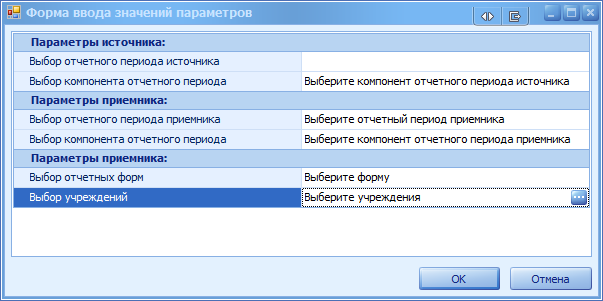 Форма ввода значений параметров
Параметры источника:
Выбор отчетного периода источника
Выбор компонента отчетного периода Выберите компонент отчетного периода источника
Параметры приемника:
Выбор отчетного периода приемника Выберите отчетный период приемника
Выбор компонента отчетного периода Выберите компонент отчетного периода приемника
Параметры приемника:
Выбор отчетных форм Выберите форму
Выбор учреждений Выберите учреждения ...
OK Отмена